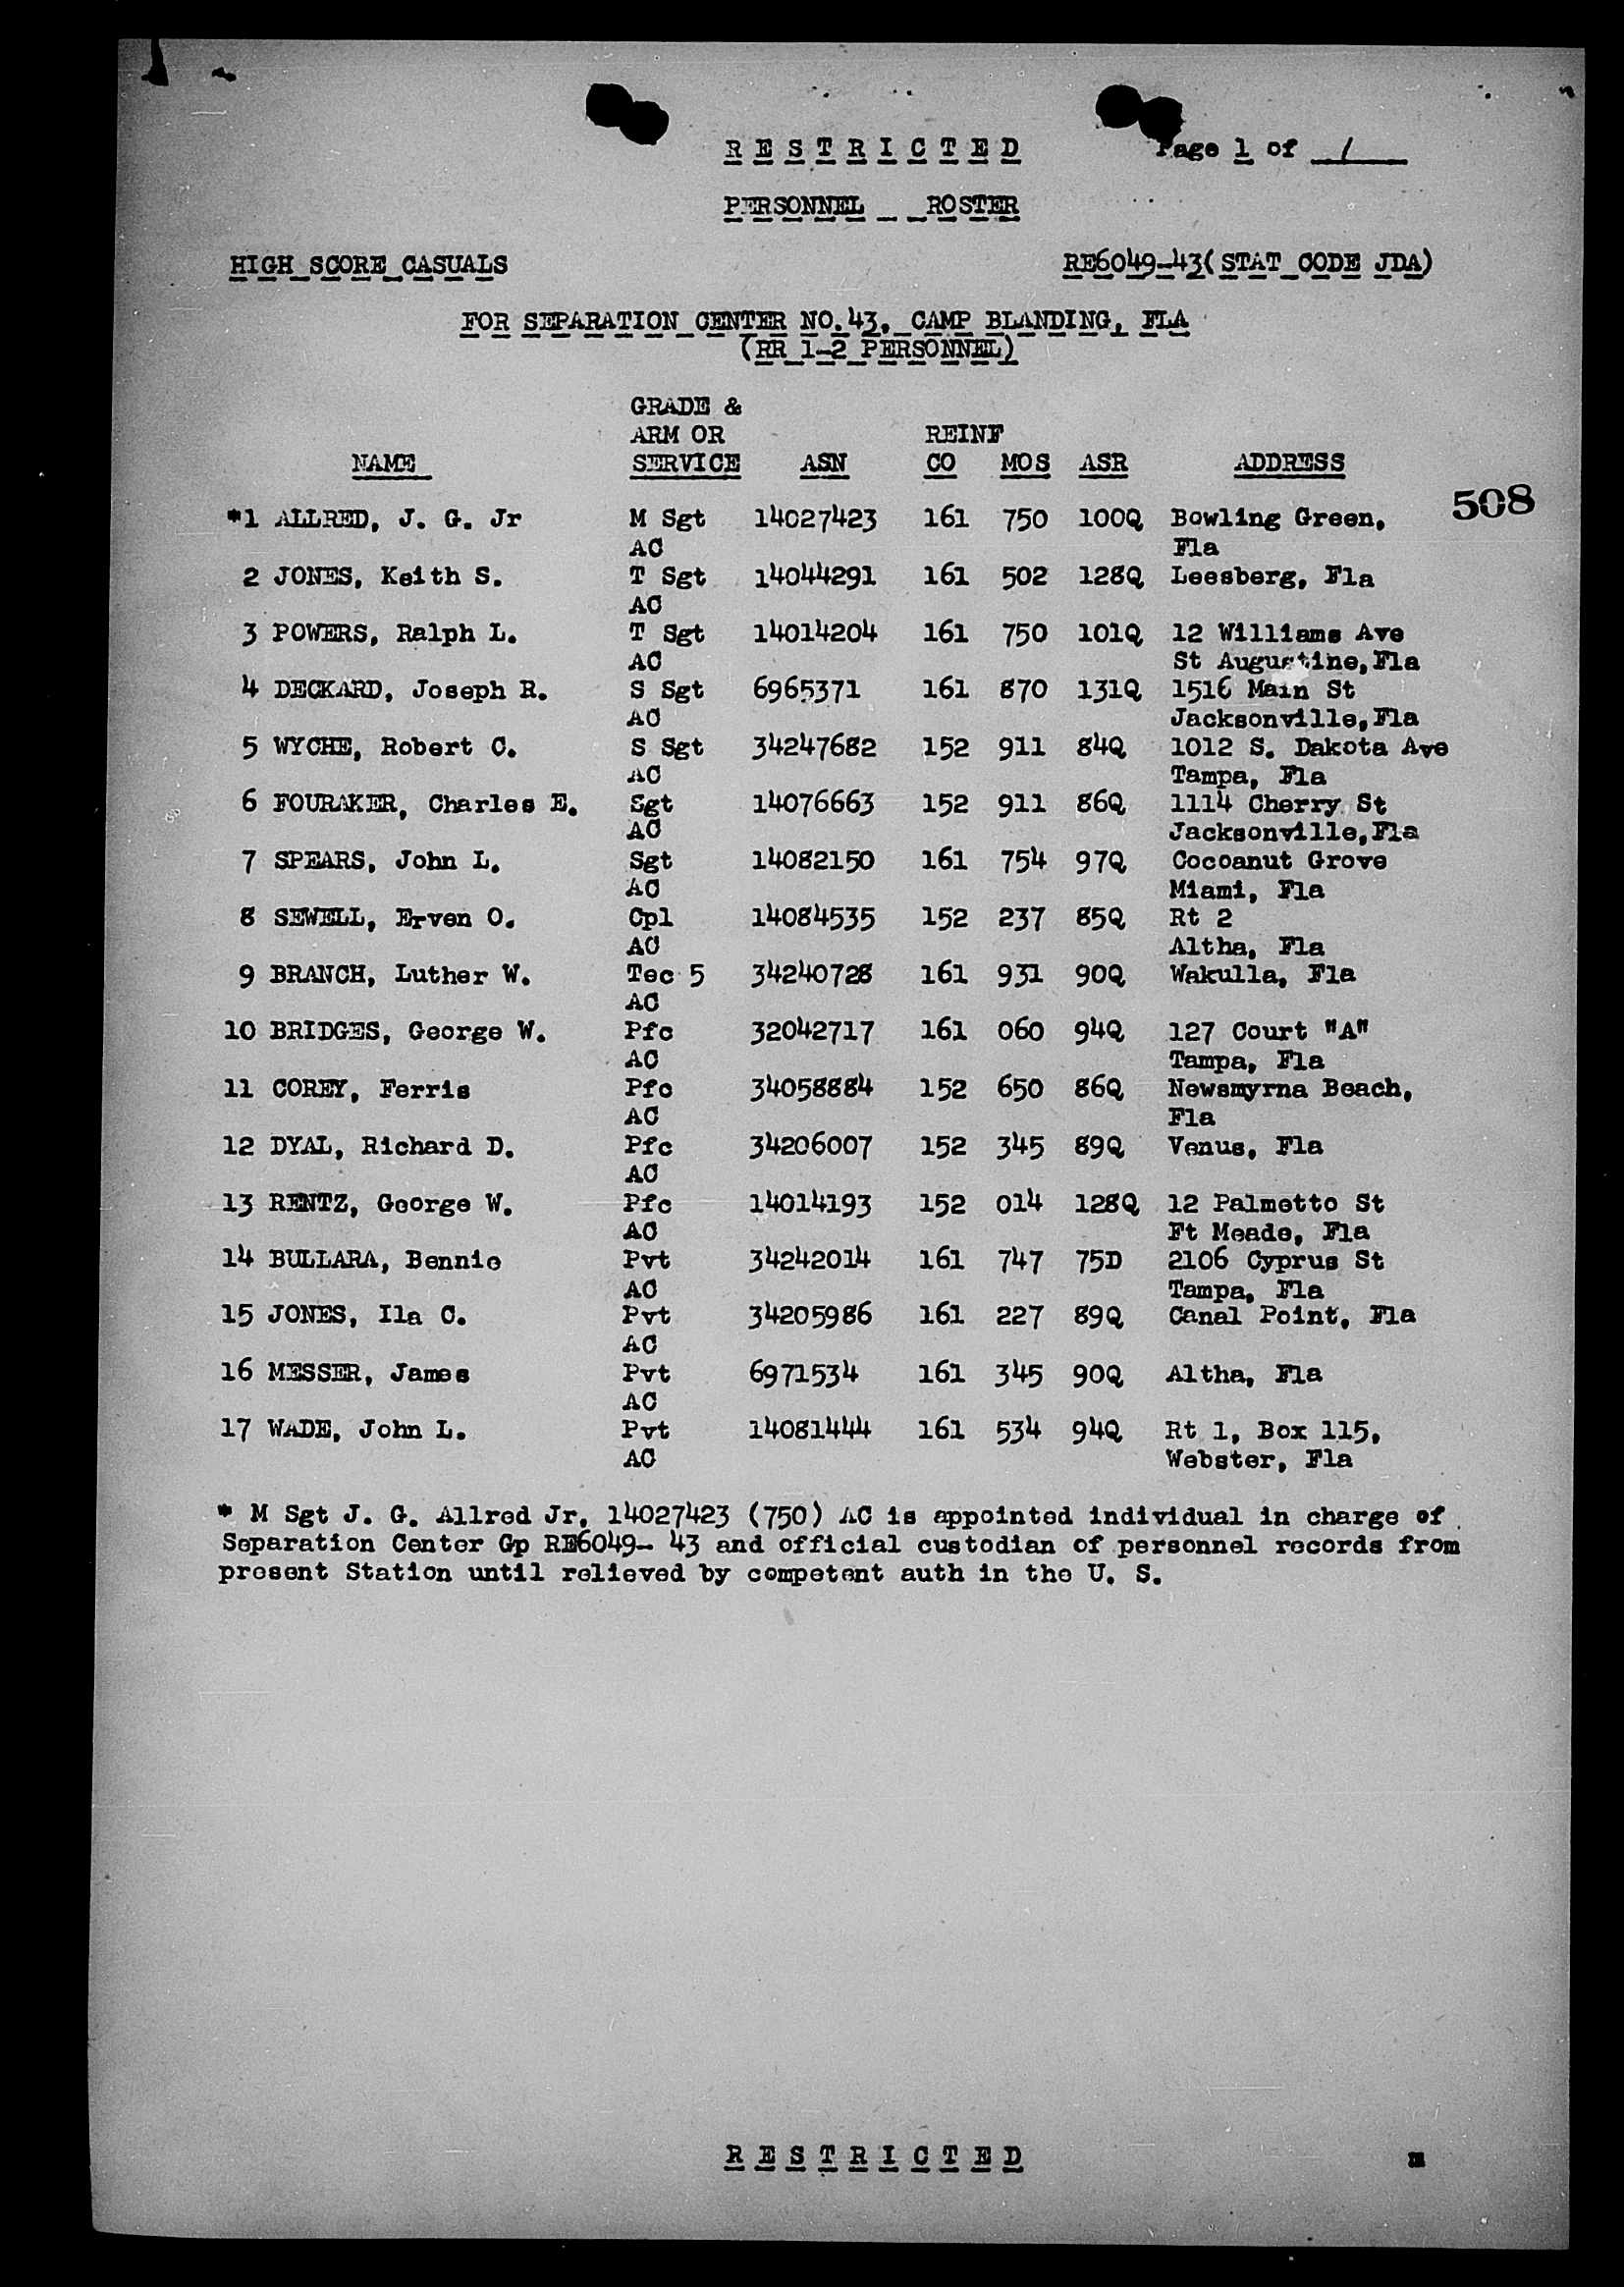 R E S T R I C T E D Page 1 of 1
PERSONNEL ROSTER
HIGH SCORE CASUALS RE6049-43(STAT CODE JDA)
FOR SEPARATION CENTER NO.43, CAMP BLANDING, FLA
(RR 1-2 PERSONNEL)
GRADE &
ARM OR REINF
NAME SERVICE ASN CO MOS ASR ADDRESS
508
*1 ALLRED, J. G. Jr M Sgt 14027423 161 750 100Q Bowling Green,
AC Fla
2 JONES, Keith S. T Sgt 14044291 161 502 128Q Leesberg, Fla
AC
3 POWERS, Ralph L. T Sgt 14014204 161 750 101Q 12 Williams Ave
AC St Augustine,Fla
4 DECKARD, Joseph R. S Sgt 6965371 161 870 131Q 1516 Main St
AC Jacksonville,Fla
5 WYCHE, Robert C. S Sgt 34247682 152 911 84Q 1012 S. Dakota Ave
AC Tampa, Fla
6 FOURAKER, Charles E. Sgt 14076663 152 911 86Q 1114 Cherry St
AC Jacksonville,Fla
7 SPEARS, John L. Sgt 14082150 161 754 97Q Cocoanut Grove
AC Miami, Fla
8 SEWELL, Erven O. Cpl 14084535 152 237 85Q Rt 2
AC Altha, Fla
9 BRANCH, Luther W. Tec 5 34240728 161 931 90Q Wakulla, Fla
AC
10 BRIDGES, George W. Pfc 32042717 161 060 94Q 127 Court "A"
AC Tampa, Fla
11 COREY, Ferris Pfc 34058884 152 650 86Q Newsmyrna Beach,
AC Fla
12 DYAL, Richard D. Pfc 34206007 152 345 89Q Venus, Fla
AC
13 RENTZ, George W. Pfc 14014193 152 014 128Q 12 Palmetto St
AC Ft Meade, Fla
14 BULLARA, Bennie Pvt 34242014 161 747 75D 2106 Cyprus St
AC Tampa, Fla
15 JONES, Ila C. Pvt 34205986 161 227 89Q Canal Point, Fla
AC
16 MESSER, James Pvt 6971534 161 345 90Q Altha, Fla
AC
17 WADE, John L. Pvt 14081444 161 534 94Q Rt 1, Box 115,
AC Webster, Fla
* M Sgt J. G. Allred Jr, 14027423 (750) AC is appointed individual in charge of
Separation Center Gp RE6049- 43 and official custodian of personnel records from
present Station until relieved by competent auth in the U. S.
R E S T R I C T E D